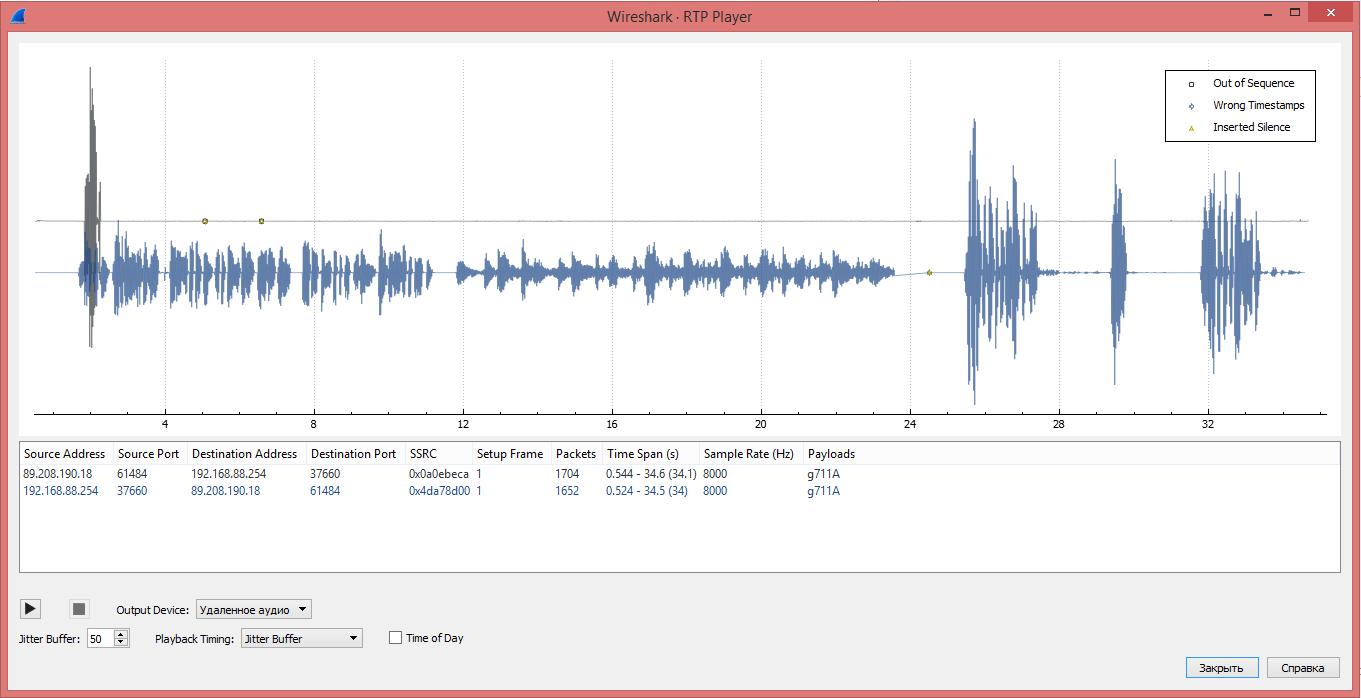 Wireshark · RTP Player
Out of Sequence
Wrong Timestamps
Inserted Silence
4 8 12 16 20 24 28 32
Source Address Source Port Destination Address Destination Port SSRC Setup Frame Packets Time Span (s) Sample Rate (Hz) Payloads
89.208.190.18 61484 192.168.88.254 37660 0x0a0ebeca 1 1704 0.544 - 34.6 (34.1) 8000 g711A
192.168.88.254 37660 89.208.190.18 61484 0x4da78d00 1 1652 0.524 - 34.5 (34) 8000 g711A
Output Device: Удаленное аудио
Jitter Buffer: 50 Playback Timing: Jitter Buffer Time of Day
Закрыть Справка